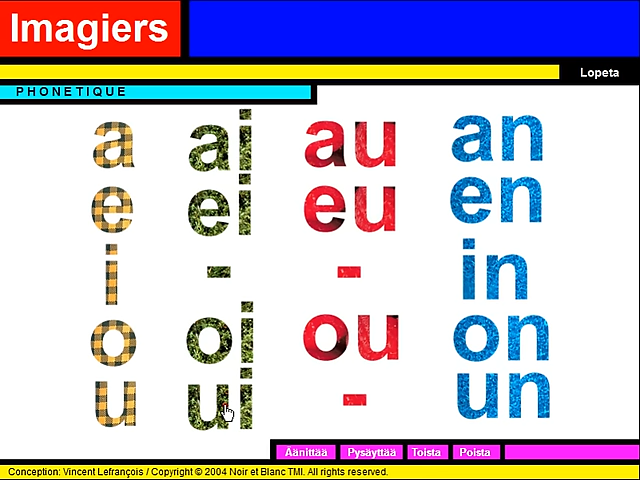 Imagiers
Lopeta
PHONETIQUE
a ai au an
e ei eu en
i - - in
o oi ou on
u ui - un
Äänittää Pysäyttää Toista Poista
Conception: Vincent Lefrançois / Copyright © 2004 Noir et Blanc TMI. All rights reserved.